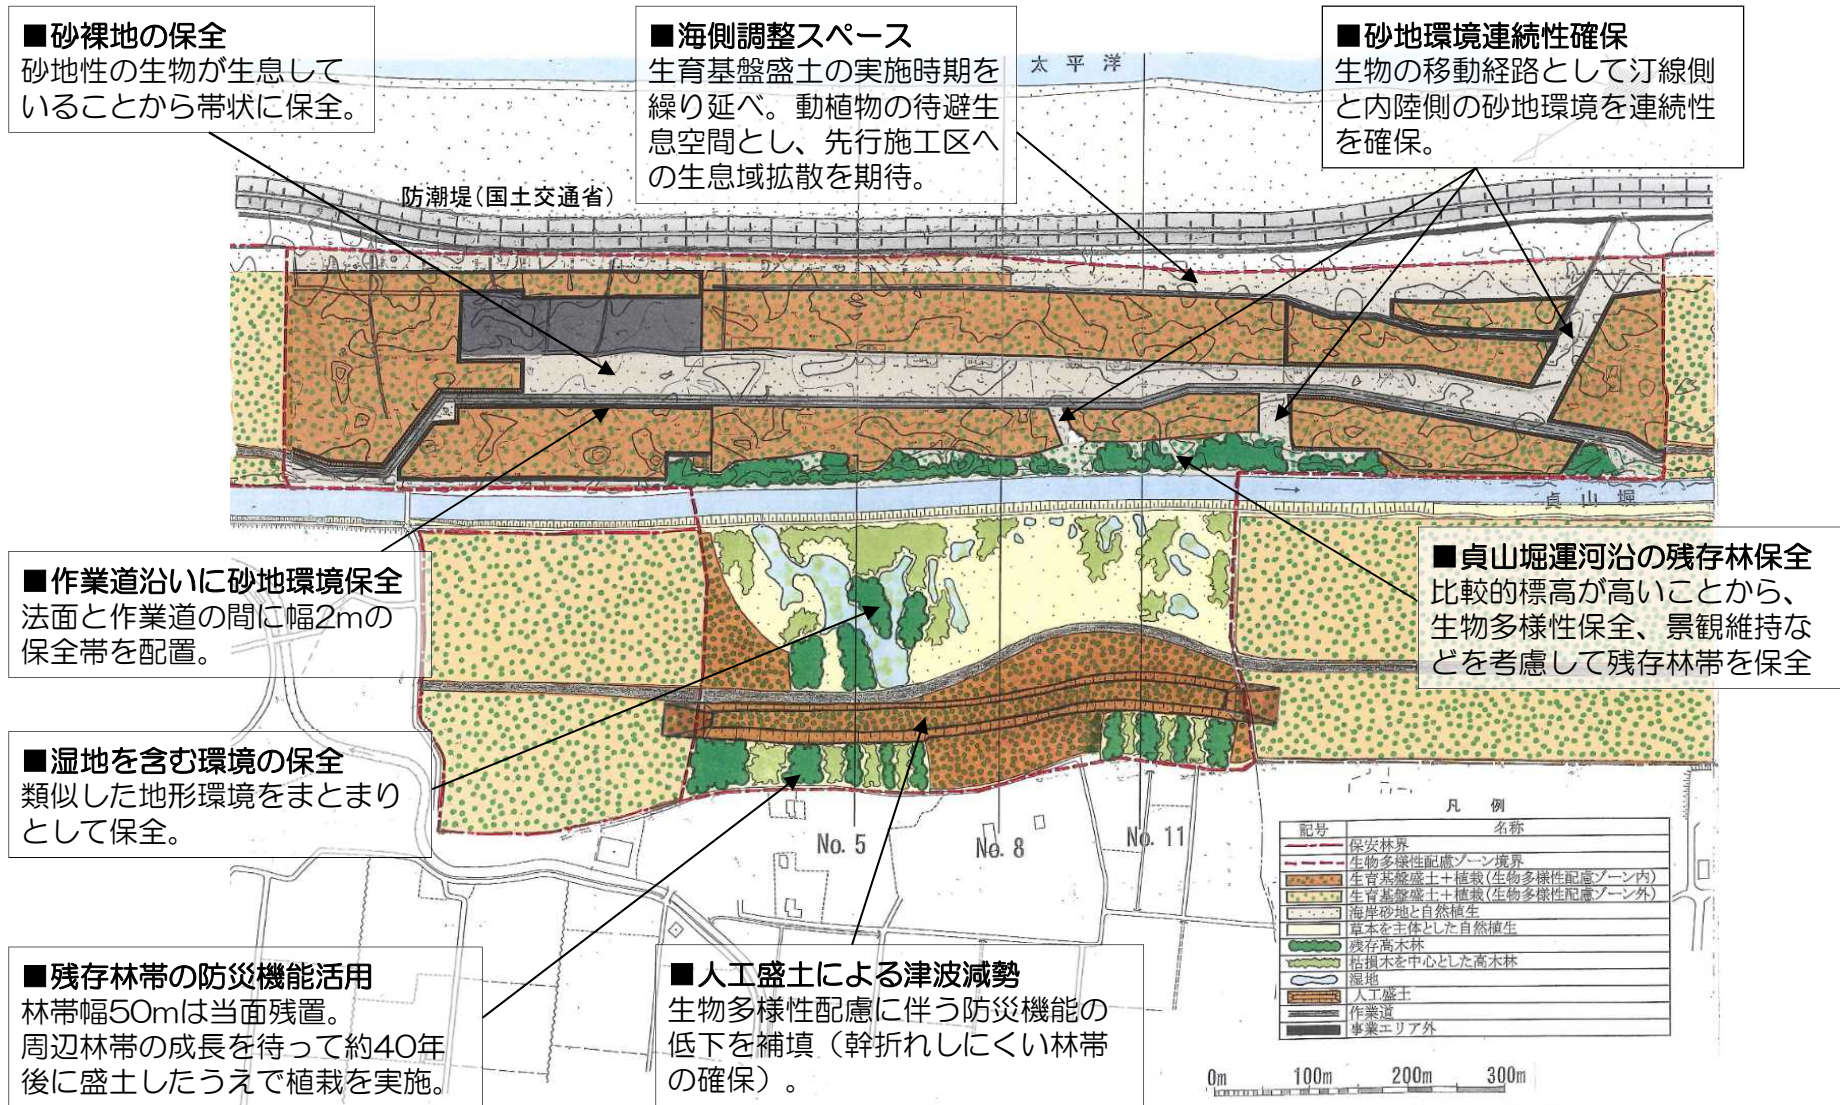 ■砂裸地の保全
砂地性の生物が生息して
いることから帯状に保全。
■海側調整スペース
生育基盤盛土の実施時期を
繰り延べ。動植物の待避生
息空間とし、先行施工区へ
の生息域拡散を期待。
■砂地環境連続性確保
生物の移動経路として汀線側
と内陸側の砂地環境を連続性
を確保。
太平洋
防潮堤(国土交通省)
貞山堀
■作業道沿いに砂地環境保全
法面と作業道の間に幅2mの
保全帯を配置。
■貞山堀運河沿の残存林保全
比較的標高が高いことから、
生物多様性保全、景観維持な
どを考慮して残存林帯を保全
■湿地を含む環境の保全
類似した地形環境をまとまり
として保全。
No. 5
No. 8
No. 11
■残存林帯の防災機能活用
林帯幅50mは当面残置。
周辺林帯の成長を待って約40年
後に盛土したうえで植栽を実施。
■人工盛土による津波減勢
生物多様性配慮に伴う防災機能の
低下を補填（幹折れしにくい林帯
の確保）。
凡例
記号 名称
保安林界
生物多様性配慮ゾーン境界
生育基盤盛土＋植栽(生物多様性配慮ゾーン内)
生育基盤盛土＋植栽(生物多様性配慮ゾーン外)
海岸砂地と自然植生
草本を主体とした自然植生
残存高木林
枯損木を中心とした高木林
湿地
人工盛土
作業道
事業エリア外
0m 100m 200m 300m